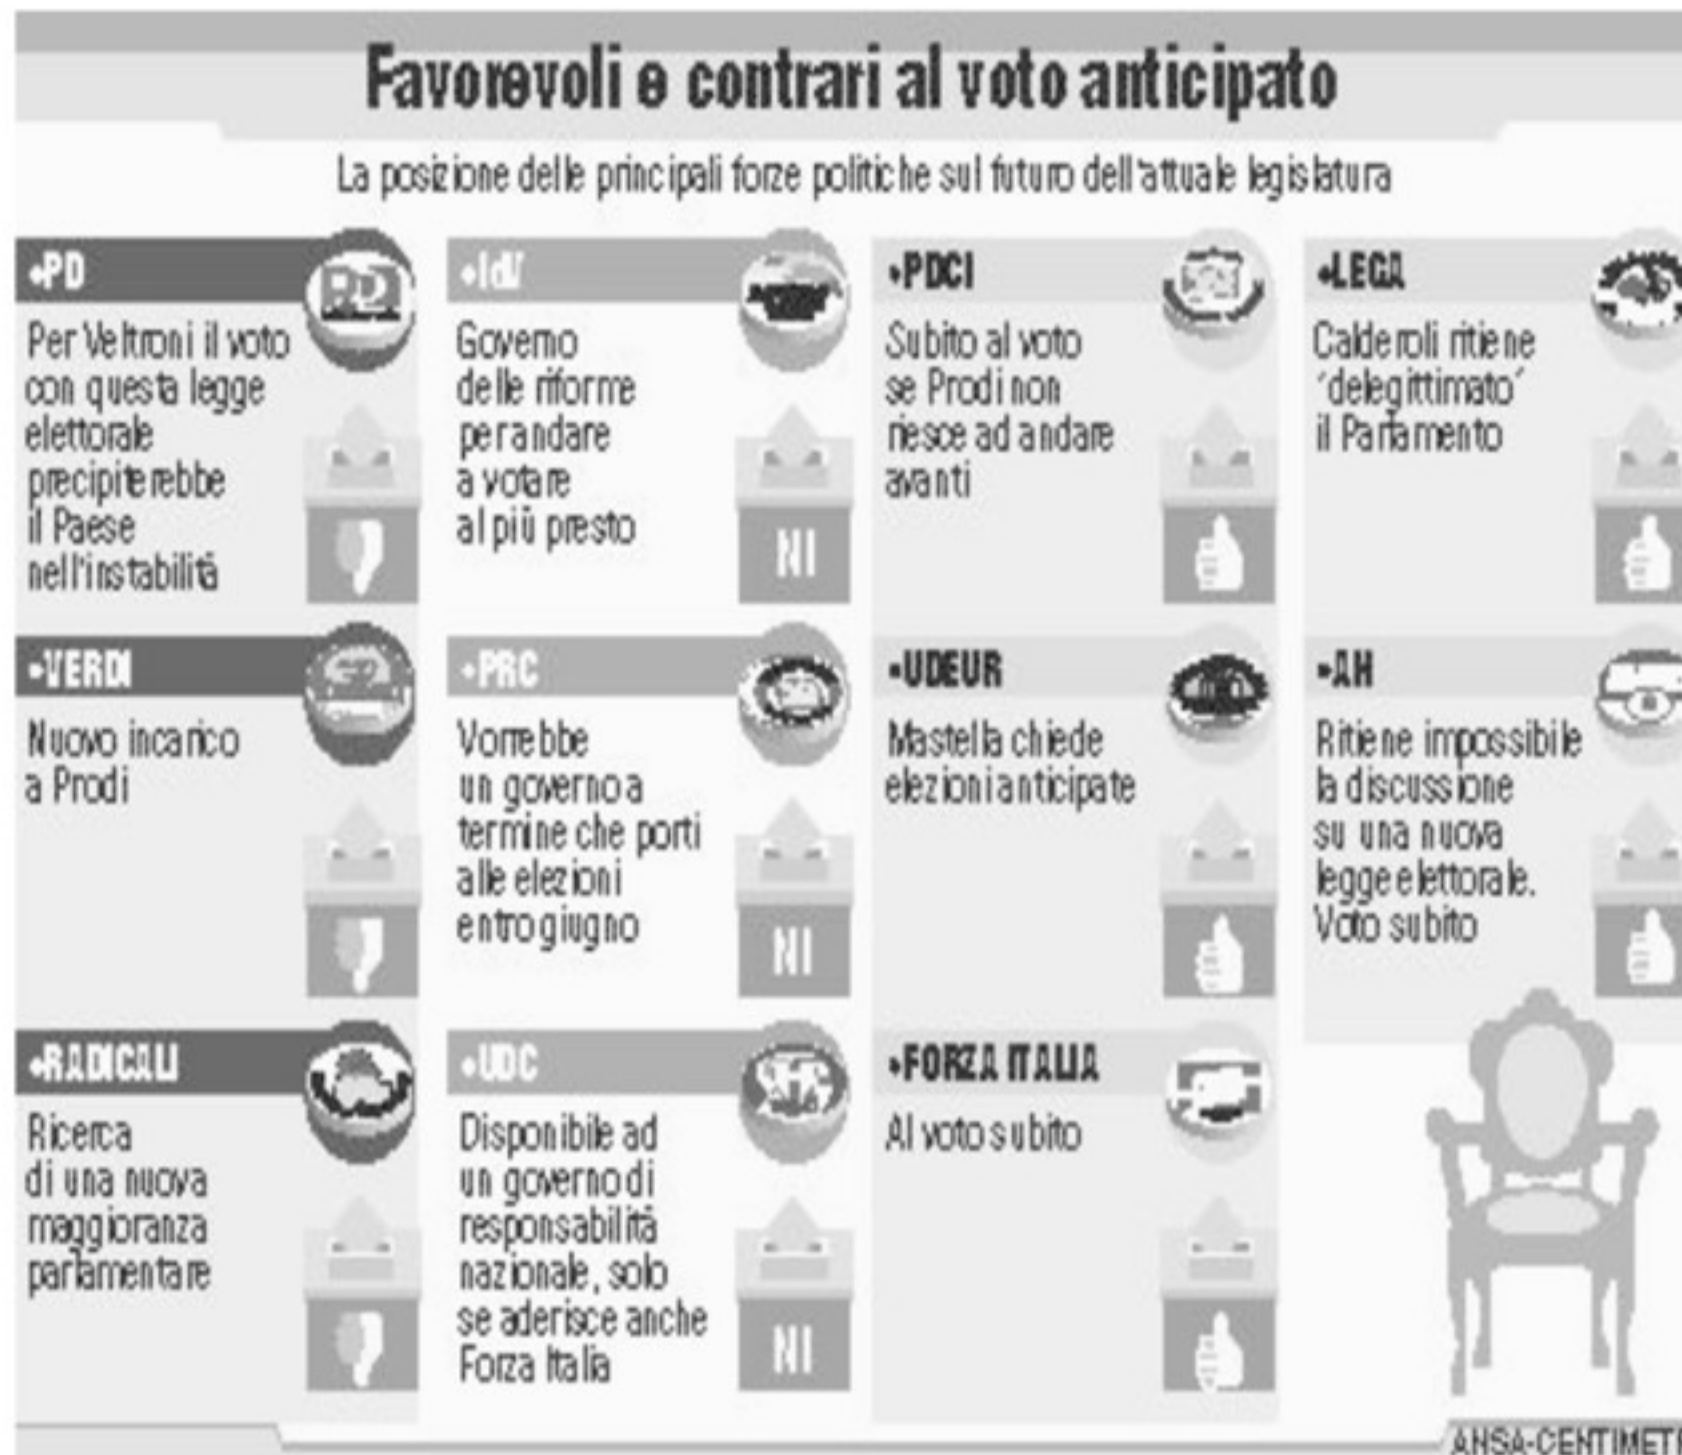 Favorevoli e contrari al voto anticipato
La posizione delle principali forze politiche sul futuro dell'attuale legislatura
•PD
Per Veltroni il voto
con questa legge
elettorale
precipiterebbe
il Paese
nell'instabilità
•IdV
Governo
delle riforme
per andare
a votare
al più presto
NI
•PDCI
Subito al voto
se Prodi non
riesce ad andare
avanti
•LEGA
Calderoli ritiene
'delegittimato'
il Parlamento
•VERDI
Nuovo incarico
a Prodi
•PRC
Vorrebbe
un governo a
termine che porti
alle elezioni
entro giugno
NI
•UDEUR
Mastella chiede
elezioni anticipate
•AN
Ritiene impossibile
la discussione
su una nuova
legge elettorale.
Voto subito
•RADICALI
Ricerca
di una nuova
maggioranza
parlamentare
•UDC
Disponibile ad
un governo di
responsabilità
nazionale, solo
se aderisce anche
Forza Italia
NI
•FORZA ITALIA
Al voto subito
ANSA-CENTIMET